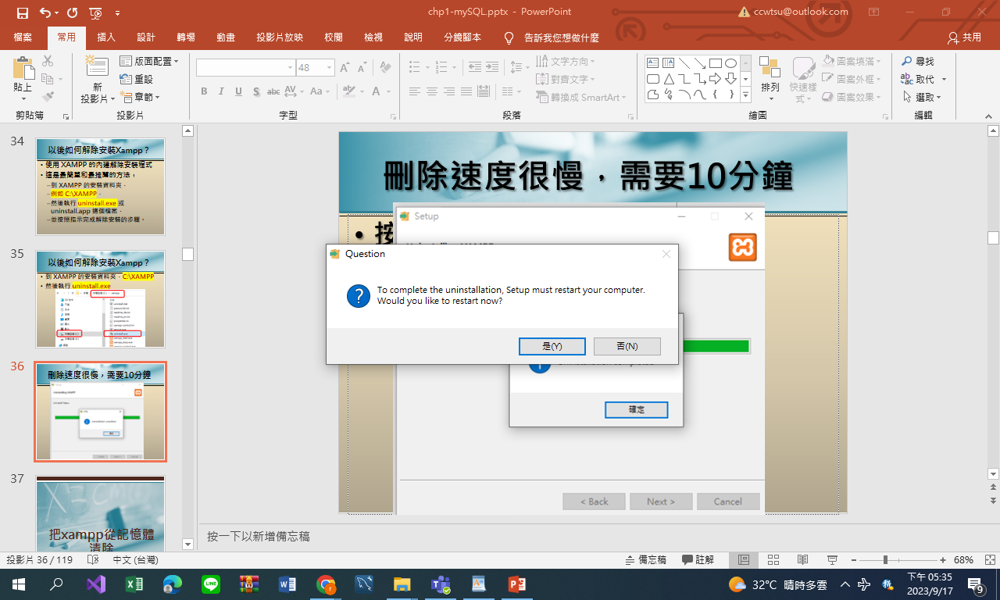 chp1-mySQL.pptx - PowerPoint
ccwtsu@outlook.com
檔案 常用 插入 設計 轉場 動畫 投影片放映 校閱 檢視 說明 分鏡腳本 告訴我您想做什麼 共用
貼上
新
投影片
版面配置
重設
章節
48
B I U S abc AV Aa A
文字方向
對齊文字
轉換成 SmartArt
排列
快速樣
式
圖案填滿
圖案外框
圖案效果
尋找
取代
選取
剪貼簿 投影片 字型 段落 繪圖 編輯
34
以後如何解除安裝Xampp？
• 使用 XAMPP 的內建解除安裝程式
這是最簡單和最推薦的方法，
–到 XAMPP 的安裝資料夾，
–例如 C:\XAMPP，
–然後執行 uninstall.exe 或
uninstall.app 這個檔案，
–並按照指示完成解除安裝的步驟。
35
以後如何解除安裝Xampp？
• 到 XAMPP 的安裝資料夾，C:\XAMPP
• 然後執行 uninstall.exe
36
刪除速度很慢，需要10分鐘
37
把xampp從記憶體
清除
刪除速度很慢，需要10分鐘
• 按
Setup
Question
To complete the uninstallation, Setup must restart your computer.
Would you like to restart now?
是(Y) 否(N)
確定
< Back Next > Cancel
按一下以新增備忘稿
投影片 36 / 119 中文 (台灣) 備忘稿 註解 68%
32°C 晴時多雲
下午 05:35
2023/9/17
9